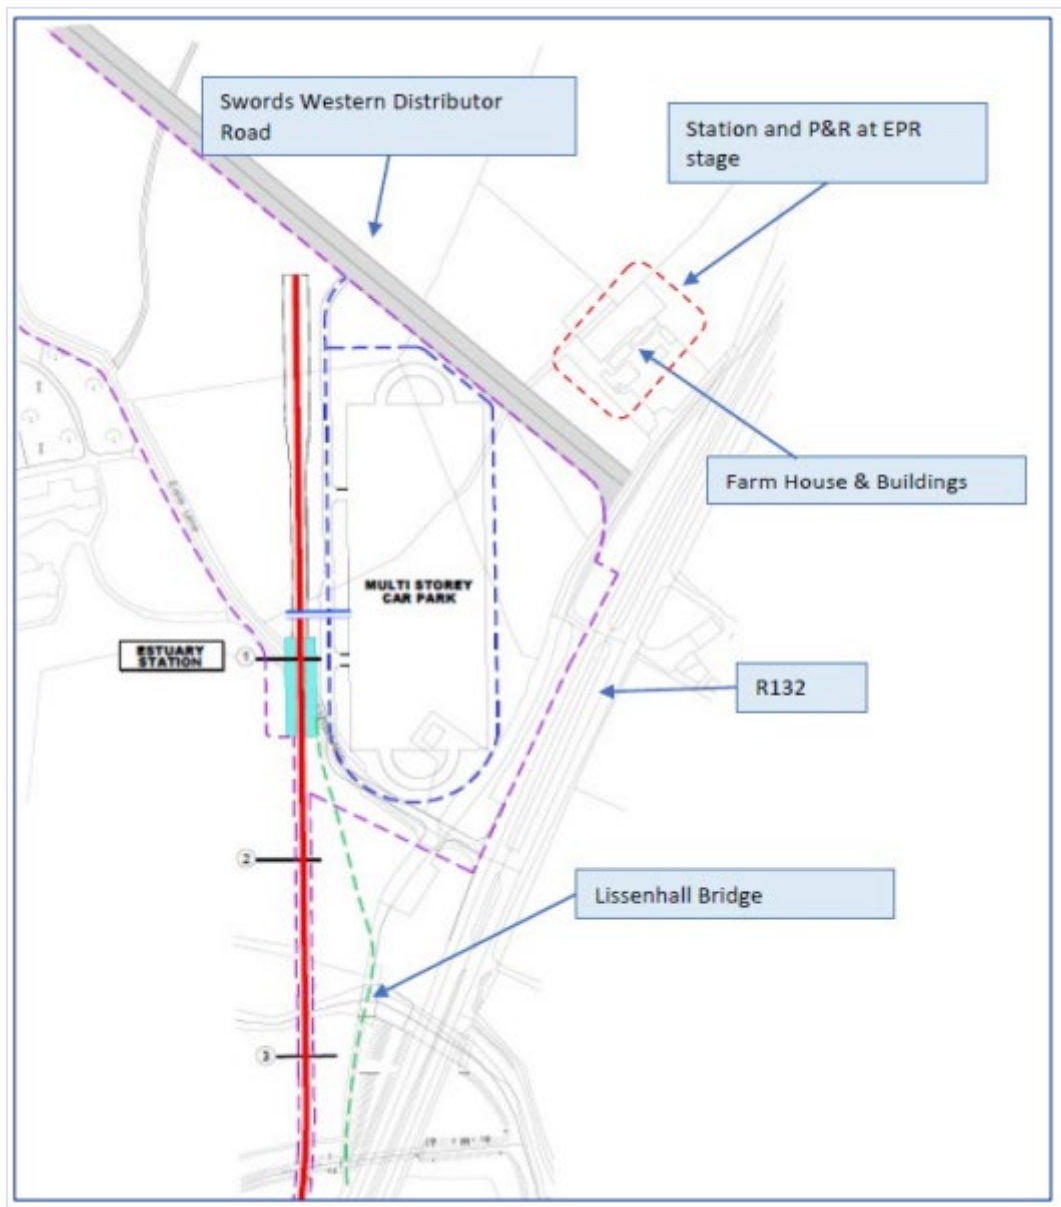 Swords Western Distributor
Road
Station and P&R at EPR
stage
Farm House & Buildings
MULTI STOREY
CAR PARK
ESTUARY
STATION
1
R132
2
Lissenhall Bridge
3